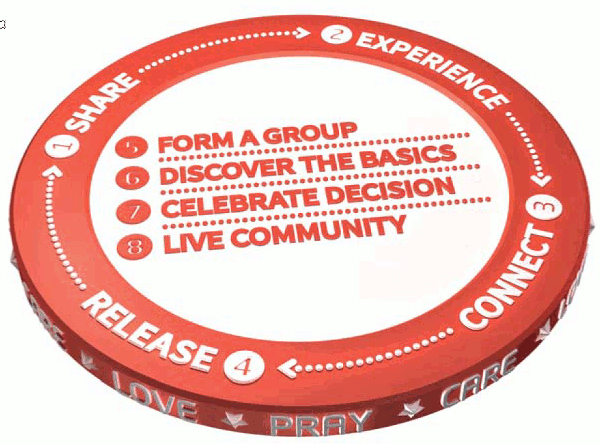 1 SHARE
2 EXPERIENCE
3 CONNECT
4 RELEASE
5 FORM A GROUP
6 DISCOVER THE BASICS
7 CELEBRATE DECISION
8 LIVE COMMUNITY
LOVE ★ PRAY ★ CARE